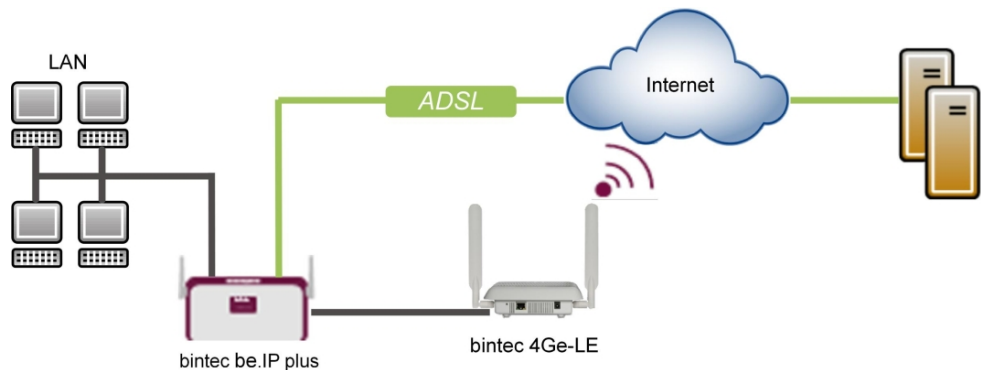 LAN
ADSL
Internet
bintec 4Ge-LE
bintec be.IP plus